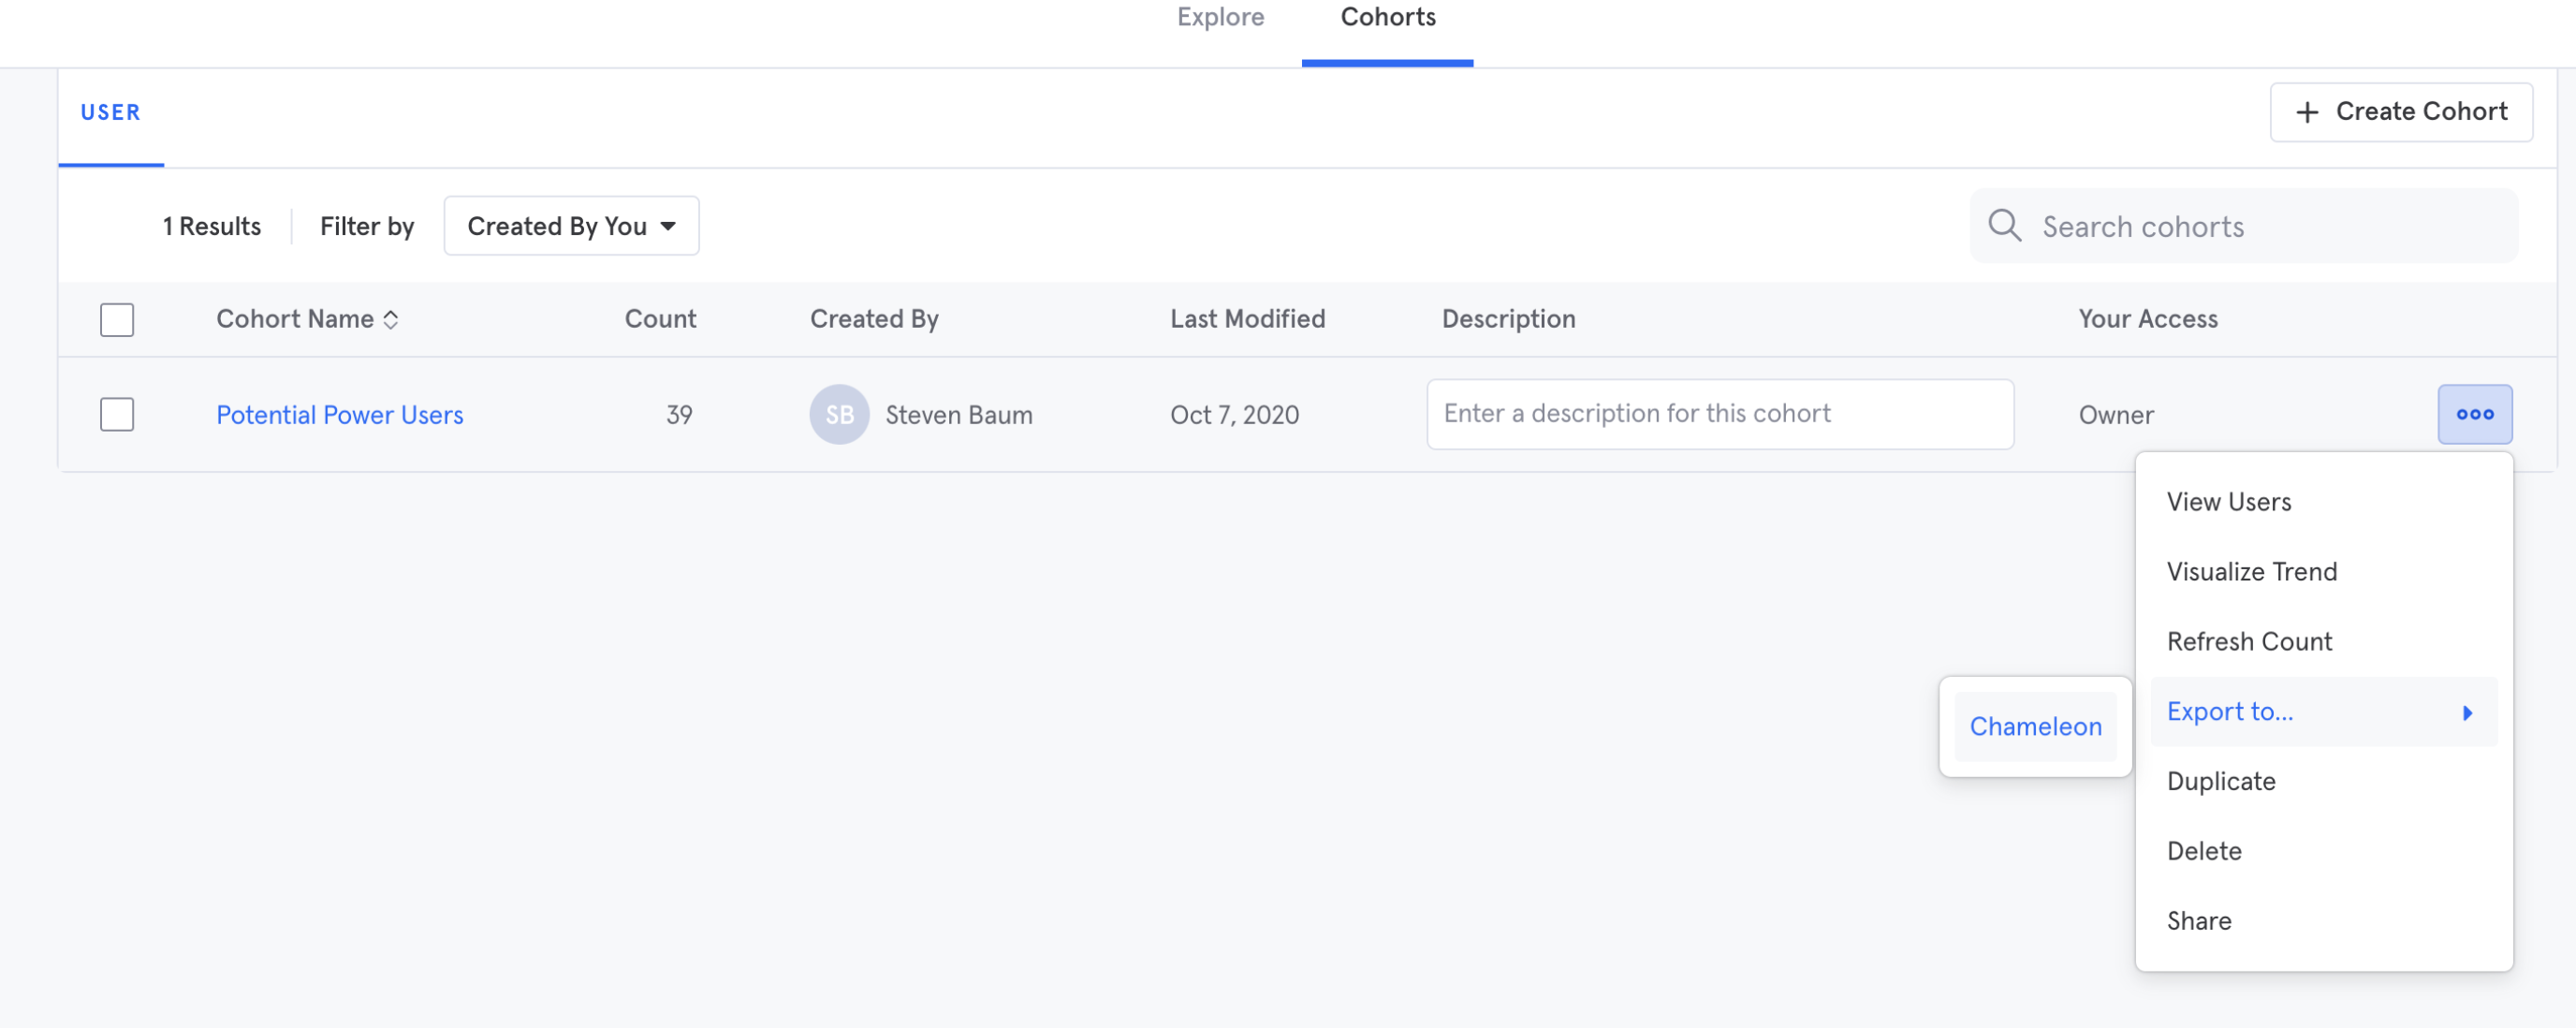 Explore Cohorts
USER
+ Create Cohort
1 Results Filter by Created By You Search cohorts
Cohort Name Count Created By Last Modified Description Your Access
Potential Power Users 39 SB Steven Baum Oct 7, 2020 Enter a description for this cohort Owner
View Users
Visualize Trend
Refresh Count
Export to...
Chameleon
Duplicate
Delete
Share